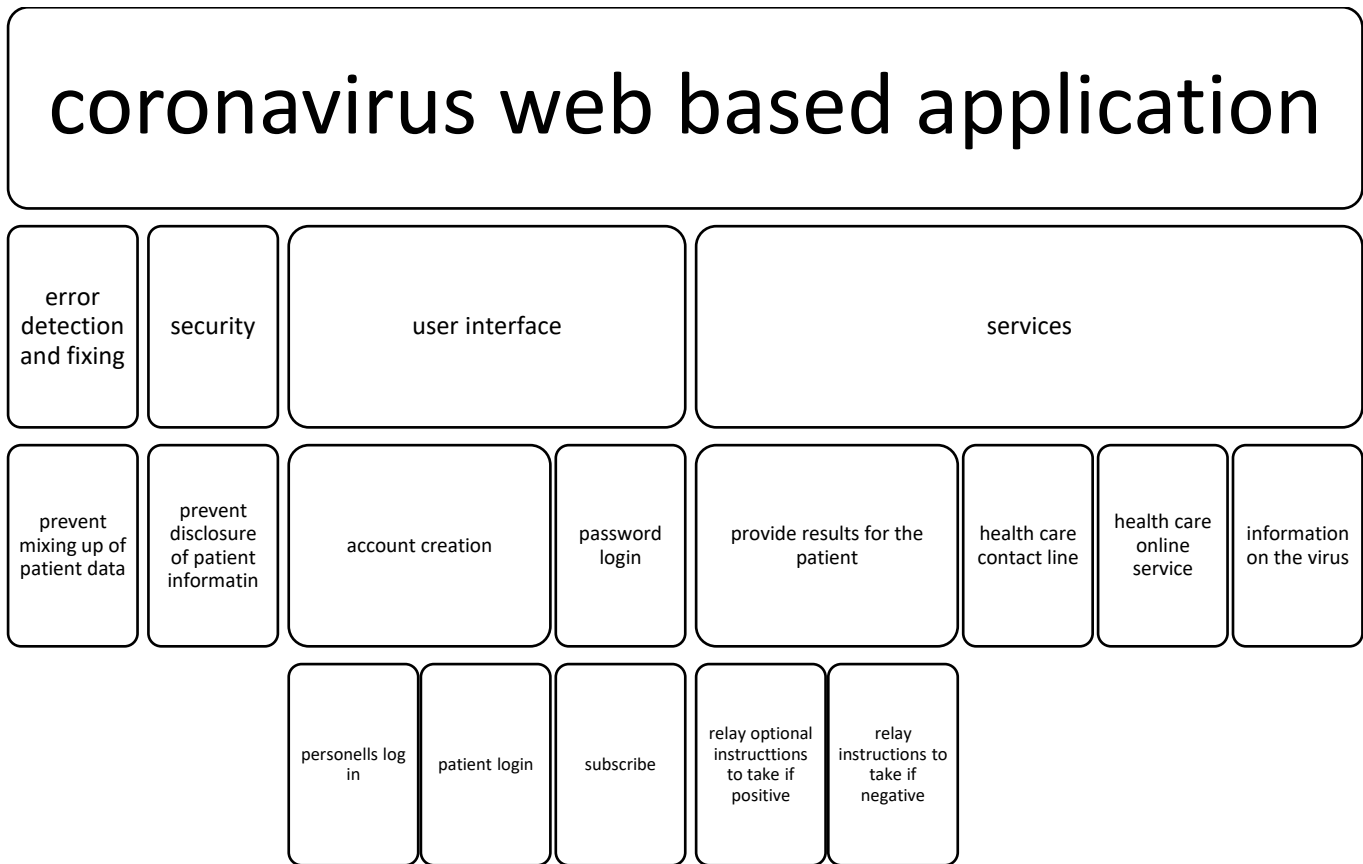 coronavirus web based application
error
detection
and fixing
security
user interface
services
prevent
mixing up of
patient data
prevent
disclosure
of patient
informatin
account creation
password
login
provide results for the
patient
health care
contact line
health care
online
service
information
on the virus
personells log
in
patient login
subscribe
relay optional
instructtions
to take if
positive
relay
instructions to
take if
negative